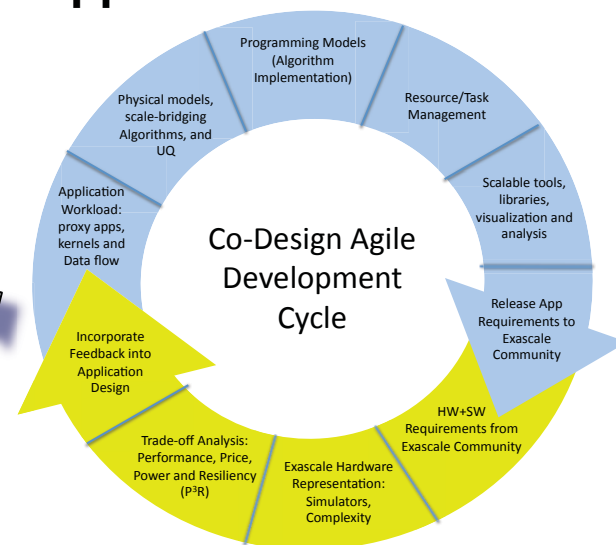 Co-Design Agile
Development
Cycle
Programming Models
(Algorithm
Implementation)
Resource/Task
Management
Scalable tools,
libraries,
visualization and
analysis
Release App
Requirements to
Exascale
Community
HW+SW
Requirements from
Exascale Community
Exascale Hardware
Representation:
Simulators,
Complexity
Trade-off Analysis:
Performance, Price,
Power and Resiliency
(P³R)
Incorporate
Feedback into
Application
Design
Application
Workload:
proxy apps,
kernels and
Data flow
Physical models,
scale-bridging
Algorithms, and
UQ